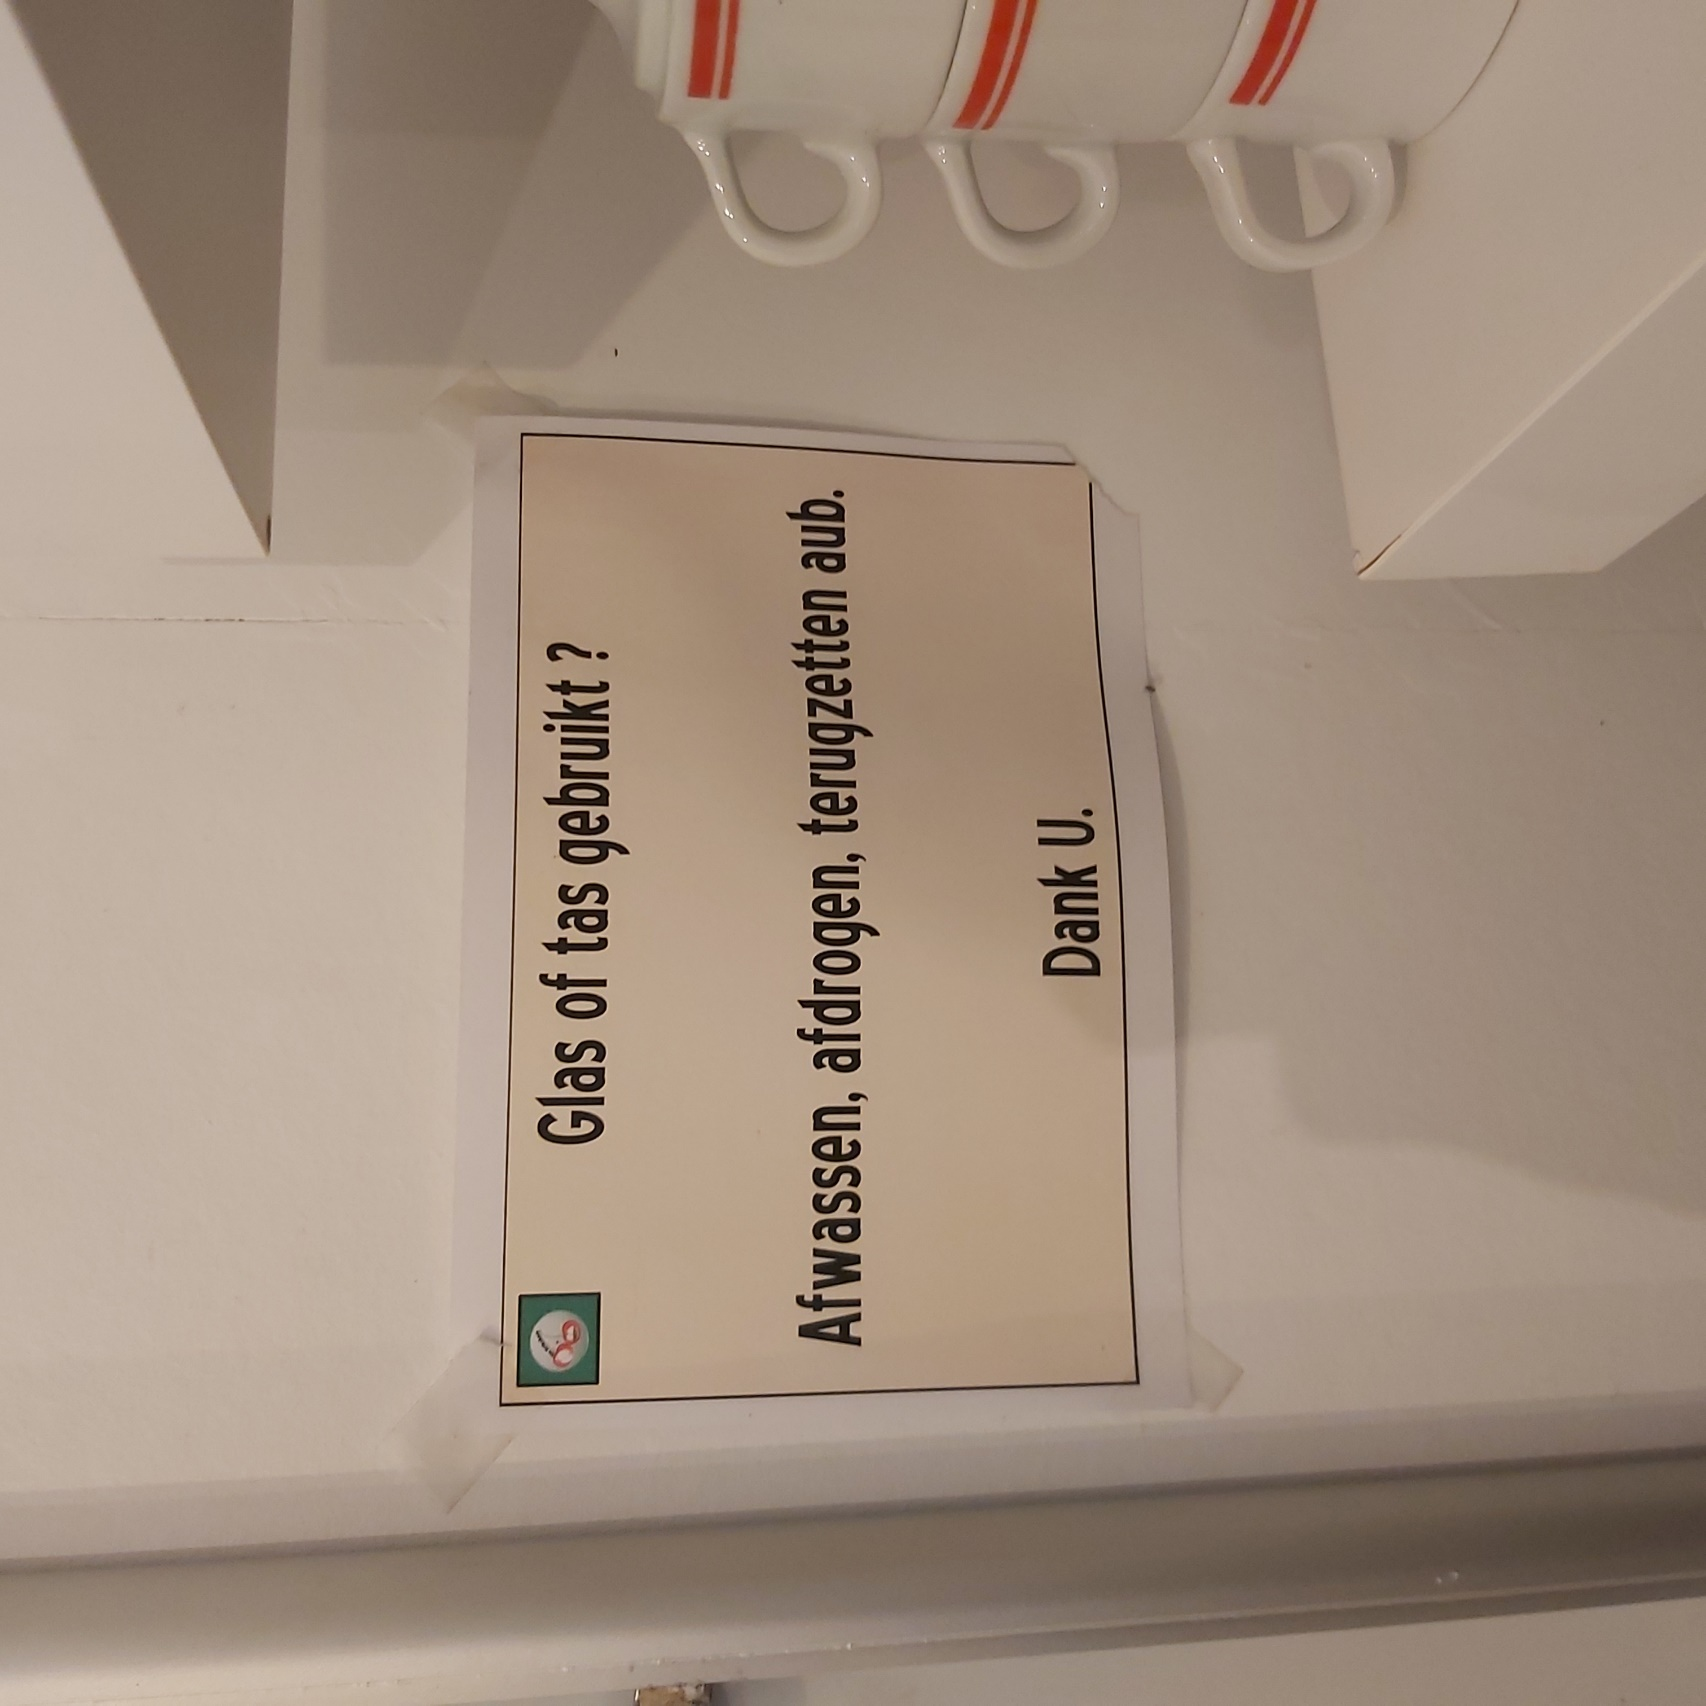 Glas of tas gebruikt ?
Afwassen, afdrogen, terugzetten aub.
Dank U.